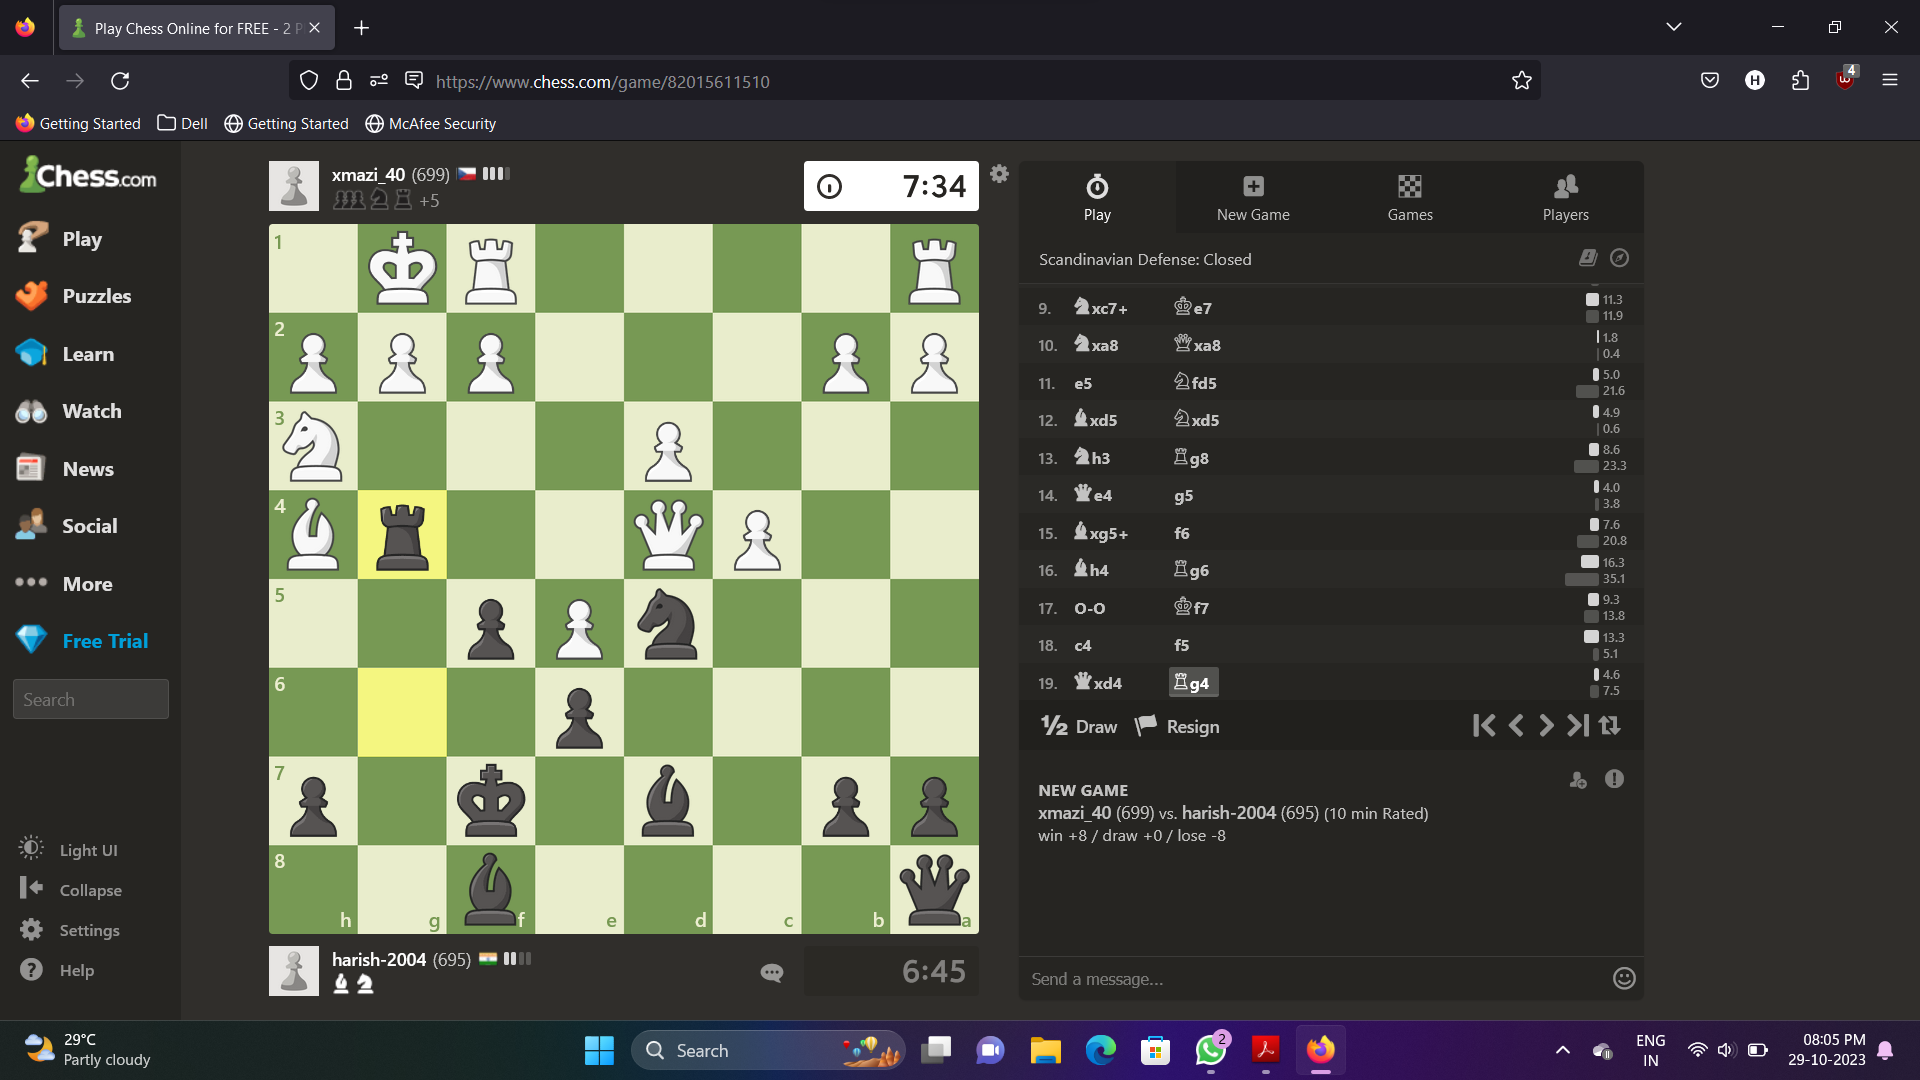 Play Chess Online for FREE - 2 P
https://www.chess.com/game/82015611510
H
4
Getting Started
Dell
Getting Started
McAfee Security
Chess.com
Play
Puzzles
Learn
Watch
News
Social
More
Free Trial
Search
Light UI
Collapse
Settings
Help
xmazi_40 (699)
+5
7:34
1
2
3
4
5
6
7
8
h g f e d c b a
harish-2004 (695)
6:45
Play
New Game
Games
Players
Scandinavian Defense: Closed
9. xc7+ e7 11.3
11.9
10. xa8 xa8 1.8
0.4
11. e5 fd5 5.0
21.6
12. xd5 xd5 4.9
0.6
13. h3 g8 8.6
23.3
14. e4 g5 4.0
3.8
15. xg5+ f6 7.6
20.8
16. h4 g6 16.3
35.1
17. O-O f7 9.3
13.8
18. c4 f5 13.3
5.1
19. xd4 g4 4.6
7.5
½ Draw Resign
NEW GAME
xmazi_40 (699) vs. harish-2004 (695) (10 min Rated)
win +8 / draw +0 / lose -8
Send a message...
29°C
Partly cloudy
Search
2
ENG
IN
08:05 PM
29-10-2023